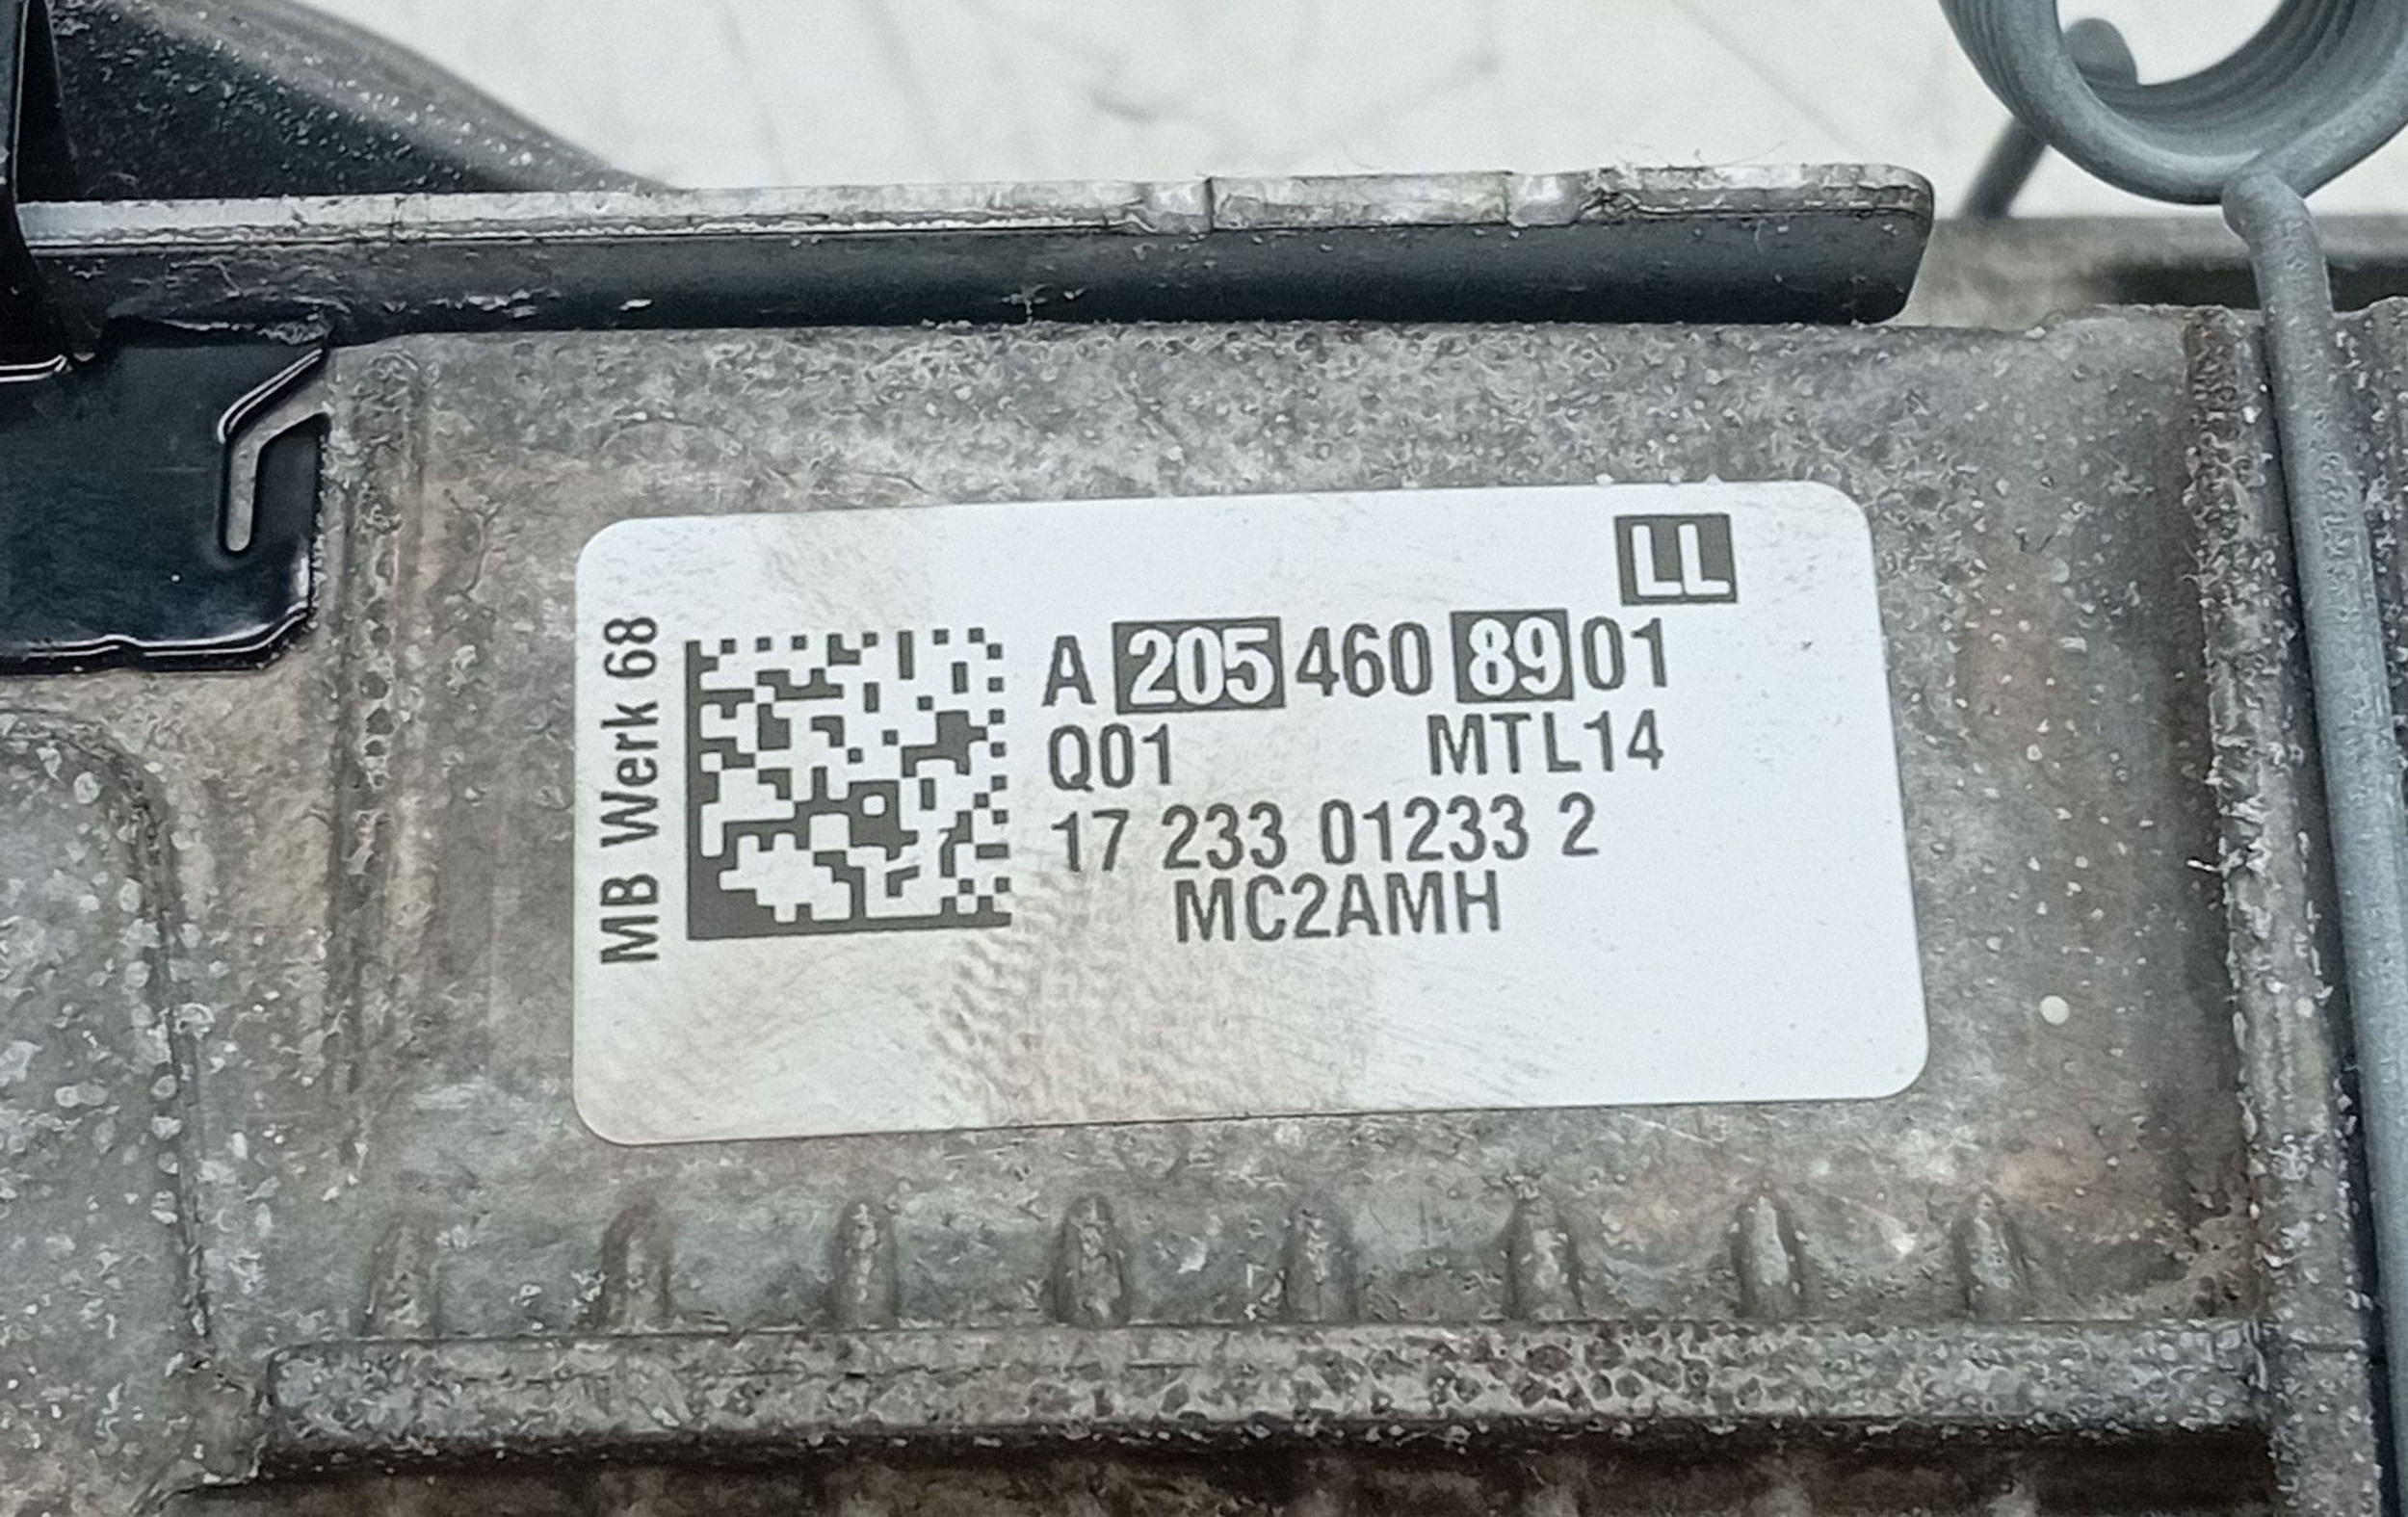 LL
MB Werk 68
A 205 460 89 01
Q01 MTL14
17 233 01233 2
MC2AMH